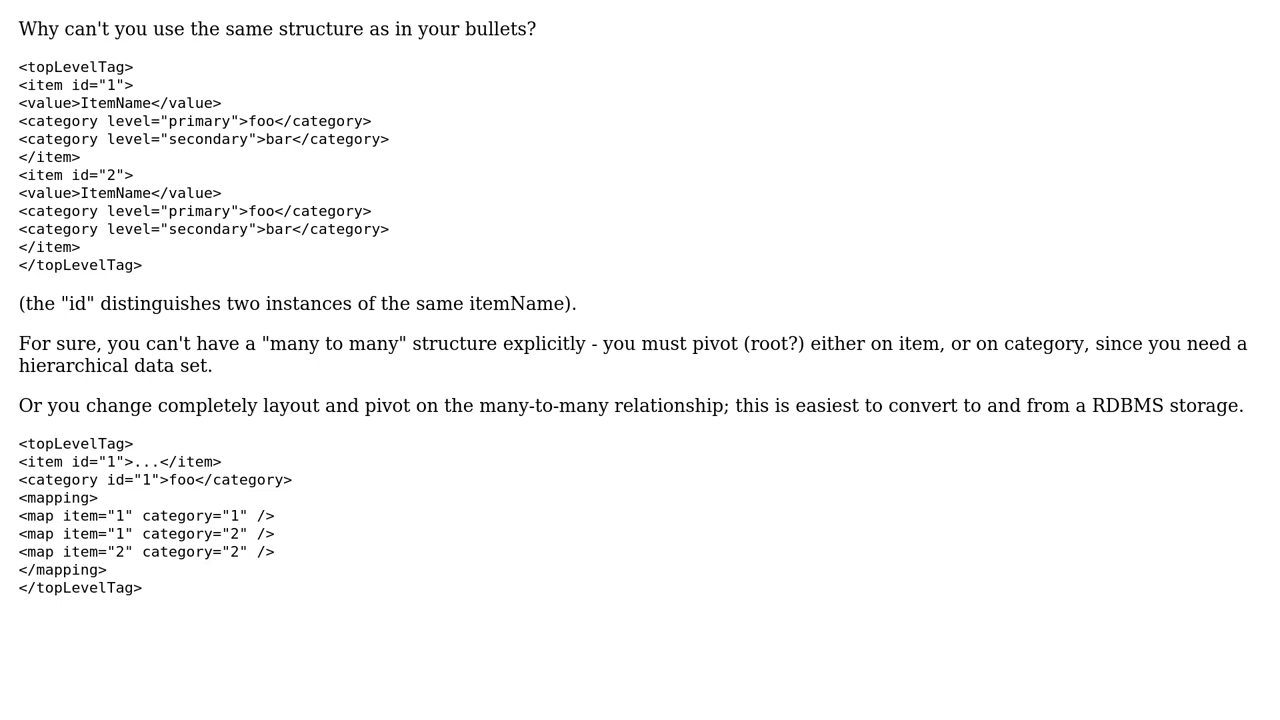 Why can't you use the same structure as in your bullets?
<topLevelTag>
<item id="1">
<value>ItemName</value>
<category level="primary">foo</category>
<category level="secondary">bar</category>
</item>
<item id="2">
<value>ItemName</value>
<category level="primary">foo</category>
<category level="secondary">bar</category>
</item>
</topLevelTag>
(the "id" distinguishes two instances of the same itemName).
For sure, you can't have a "many to many" structure explicitly - you must pivot (root?) either on item, or on category, since you need a
hierarchical data set.
Or you change completely layout and pivot on the many-to-many relationship; this is easiest to convert to and from a RDBMS storage.
<topLevelTag>
<item id="1">...</item>
<category id="1">foo</category>
<mapping>
<map item="1" category="1" />
<map item="1" category="2" />
<map item="2" category="2" />
</mapping>
</topLevelTag>